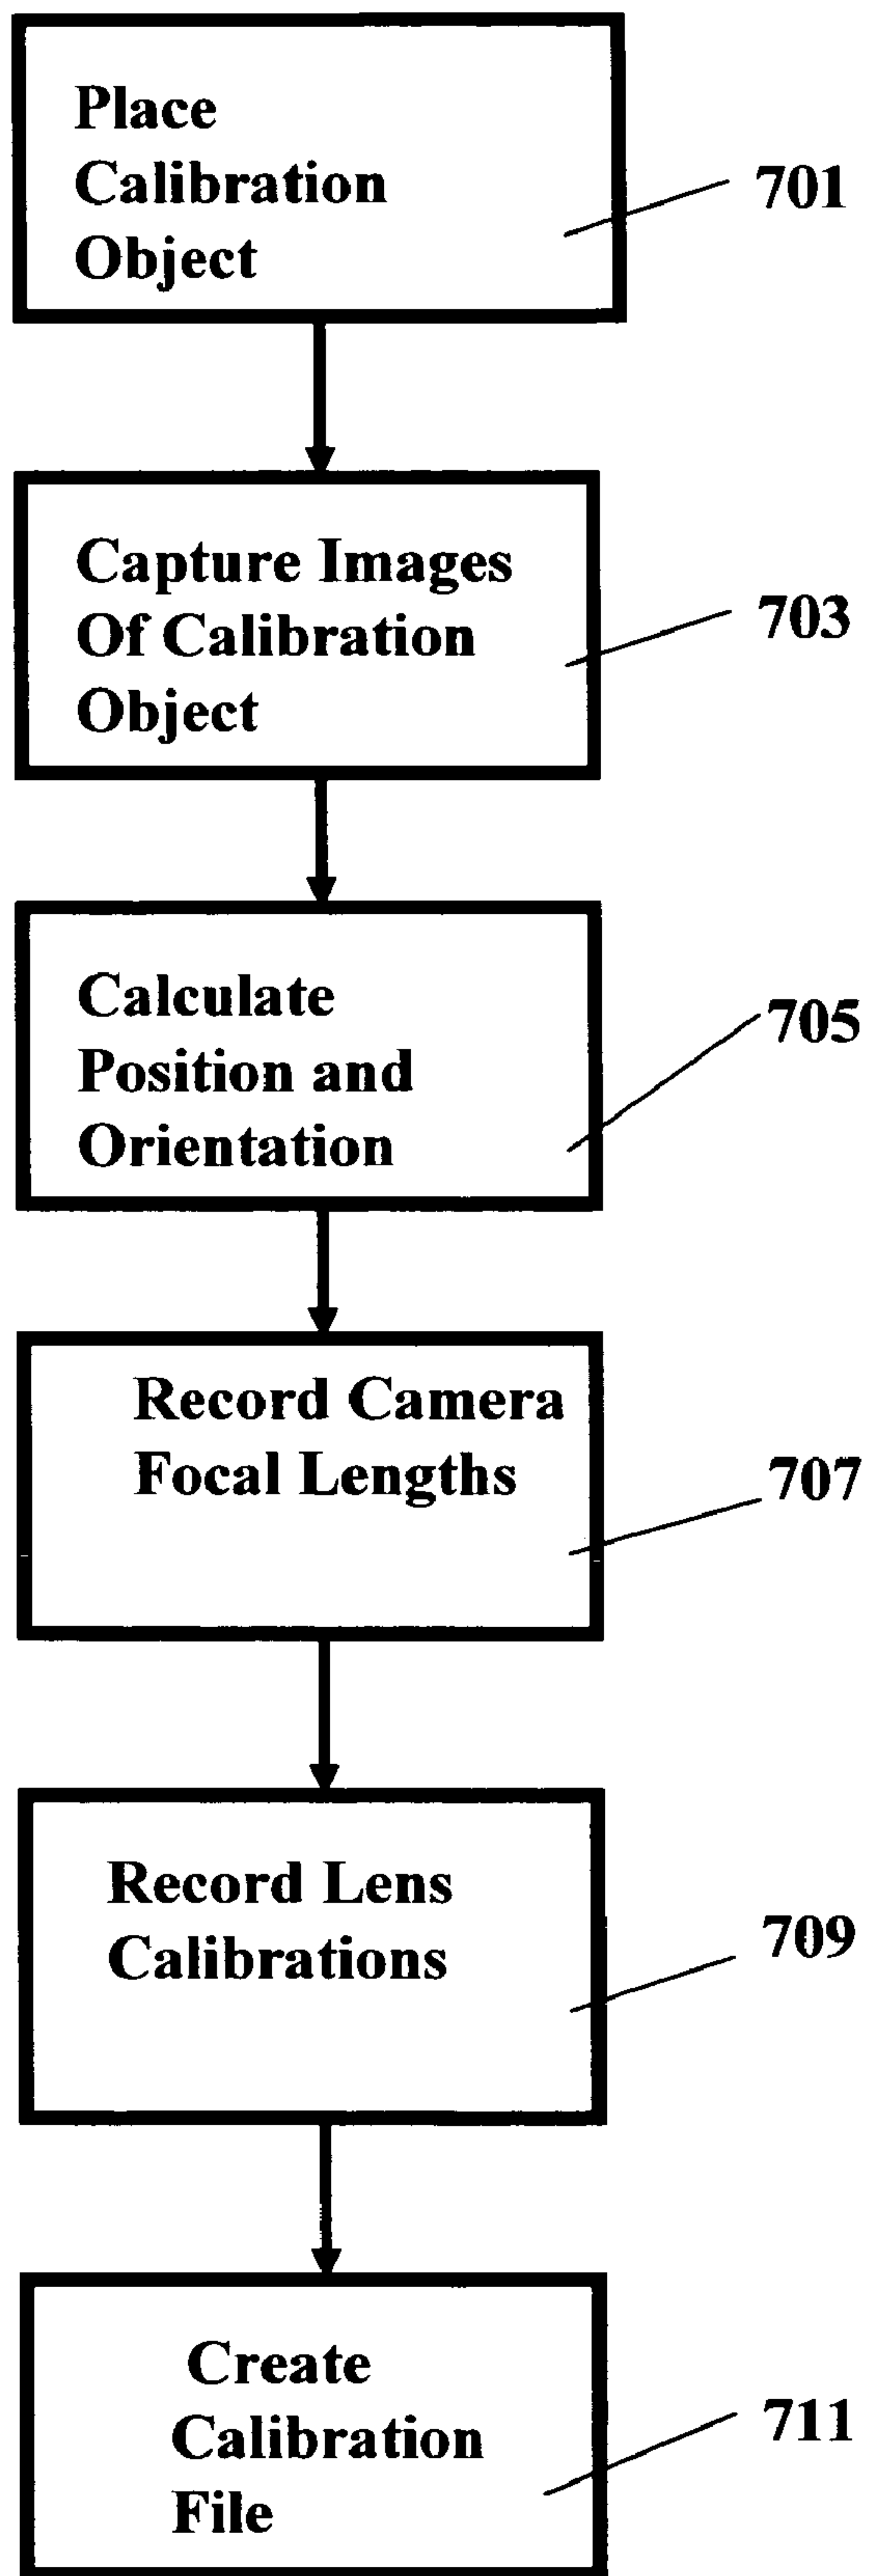 Place
Calibration
Object
701
Capture Images
Of Calibration
Object
703
Calculate
Position and
Orientation
705
Record Camera
Focal Lengths
707
Record Lens
Calibrations
709
Create
Calibration
File
711